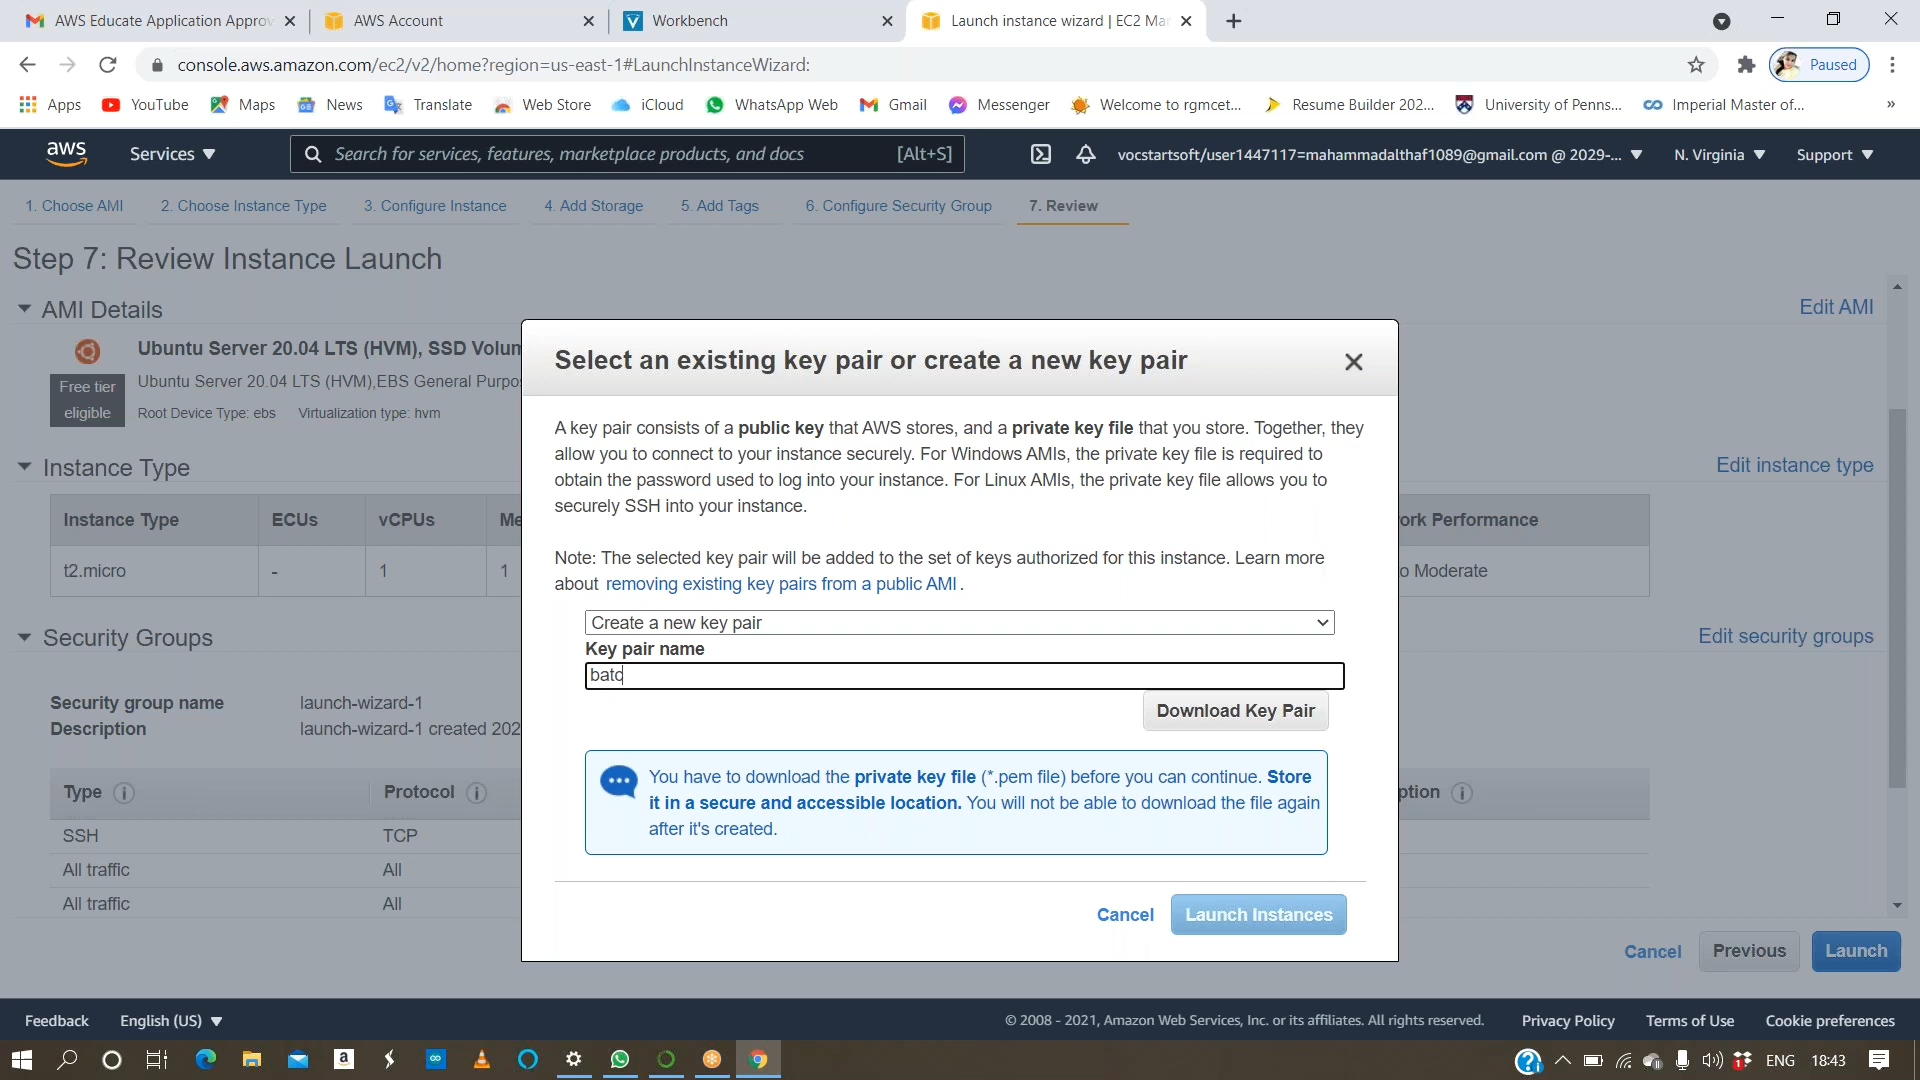 AWS Educate Application Approv
AWS Account
Workbench
Launch instance wizard | EC2 Ma
console.aws.amazon.com/ec2/v2/home?region=us-east-1#LaunchInstanceWizard:
Paused
Apps
YouTube
Maps
News
Translate
Web Store
iCloud
WhatsApp Web
Gmail
Messenger
Welcome to rgmcet...
Resume Builder 202...
University of Penns...
Imperial Master of...
»
aws
Services
Search for services, features, marketplace products, and docs
[Alt+S]
vocstartsoft/user1447117=mahammadalthaf1089@gmail.com @ 2029-...
N. Virginia
Support
1. Choose AMI
2. Choose Instance Type
3. Configure Instance
4. Add Storage
5. Add Tags
6. Configure Security Group
7. Review
Step 7: Review Instance Launch
AMI Details
Edit AMI
Ubuntu Server 20.04 LTS (HVM), SSD Volum
Free tier
eligible
Ubuntu Server 20.04 LTS (HVM),EBS General Purpo
Root Device Type: ebs
Virtualization type: hvm
Instance Type
Edit instance type
Instance Type
ECUs
vCPUs
Me
ork Performance
t2.micro
-
1
1
o Moderate
Security Groups
Edit security groups
Security group name
launch-wizard-1
Description
launch-wizard-1 created 202
Type
Protocol
ption
SSH
TCP
All traffic
All
All traffic
All
Select an existing key pair or create a new key pair
A key pair consists of a public key that AWS stores, and a private key file that you store. Together, they
allow you to connect to your instance securely. For Windows AMIs, the private key file is required to
obtain the password used to log into your instance. For Linux AMIs, the private key file allows you to
securely SSH into your instance.
Note: The selected key pair will be added to the set of keys authorized for this instance. Learn more
about removing existing key pairs from a public AMI .
Create a new key pair
Key pair name
batc
Download Key Pair
You have to download the private key file (*.pem file) before you can continue. Store
it in a secure and accessible location. You will not be able to download the file again
after it's created.
Cancel
Launch Instances
Cancel
Previous
Launch
Feedback
English (US)
© 2008 - 2021, Amazon Web Services, Inc. or its affiliates. All rights reserved.
Privacy Policy
Terms of Use
Cookie preferences
ENG
18:43